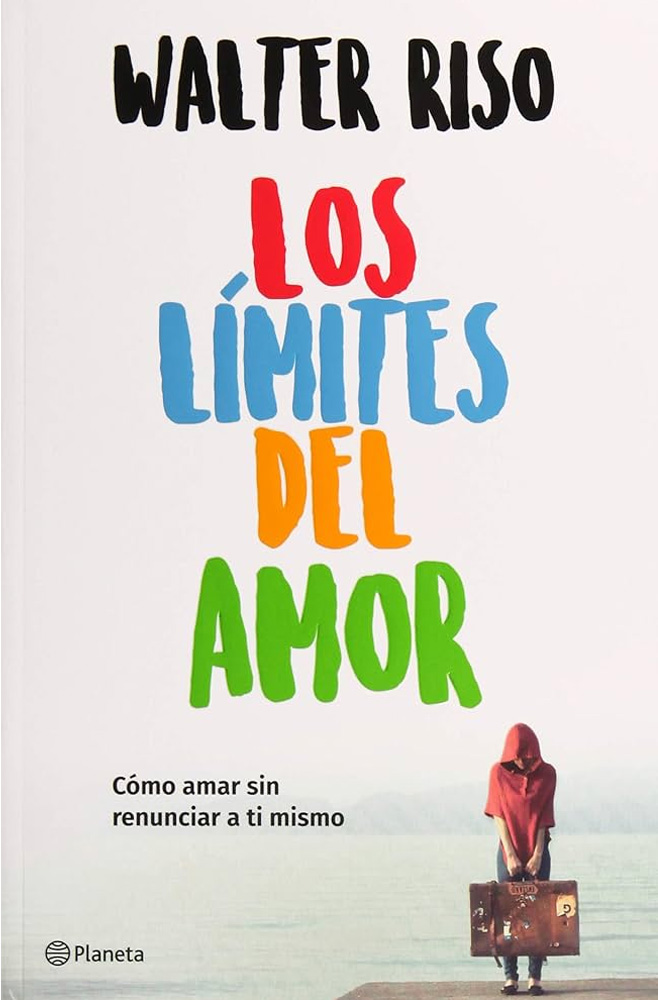 WALTER RISO
LOS
LÍMITES
DEL
AMOR
Cómo amar sin
renunciar a ti mismo
Planeta